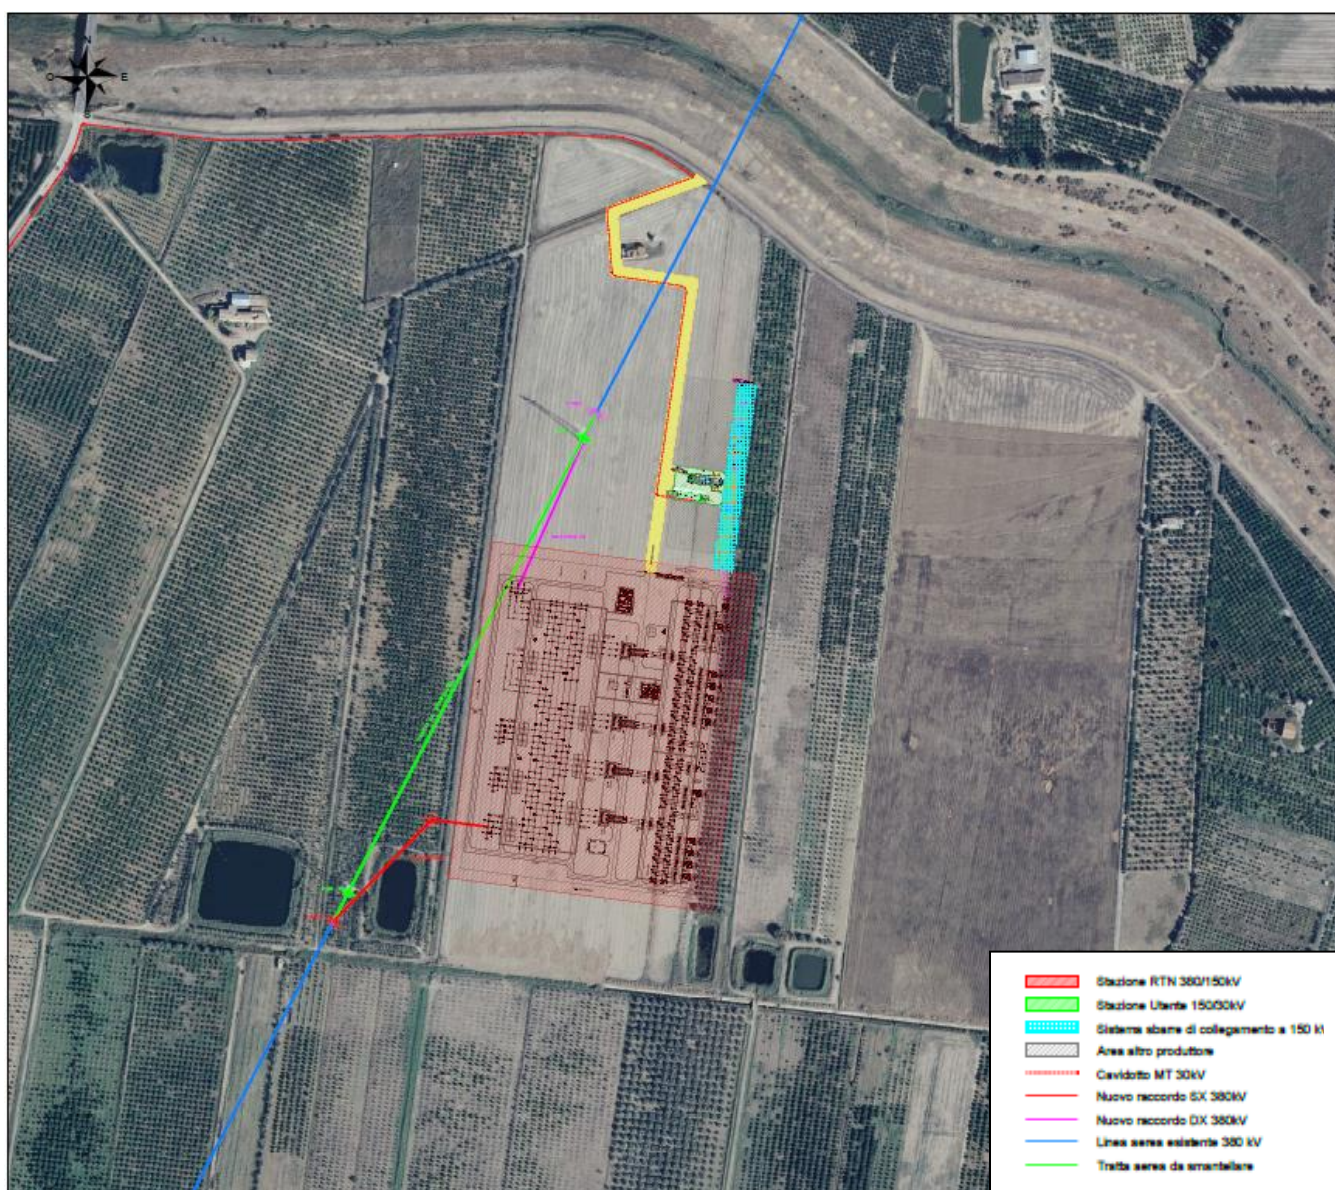 N
O E
S
Stazione RTN 380/150kV
Stazione Utente 150/30kV
Sistema sbarre di collegamento a 150 kV
Area altro produttore
Cavidotto MT 30kV
Nuovo raccordo SX 380kV
Nuovo raccordo DX 380kV
Linea aerea esistente 380 kV
Tratta aerea da smantellare